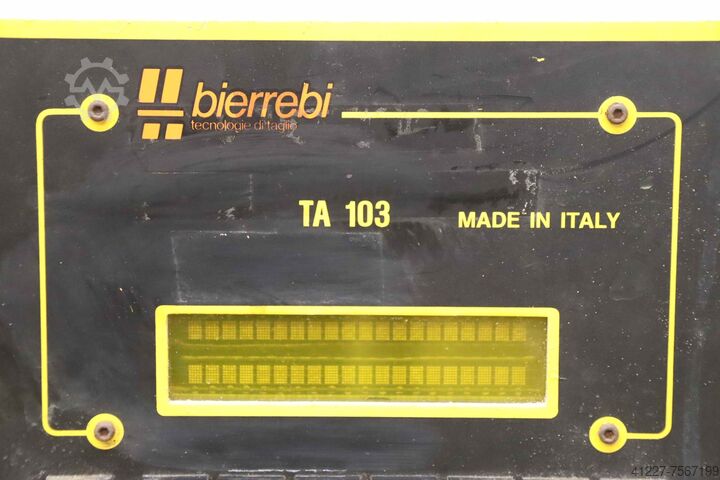 bierrebi
tecnologie di taglio
TA 103 MADE IN ITALY
41227-7567199